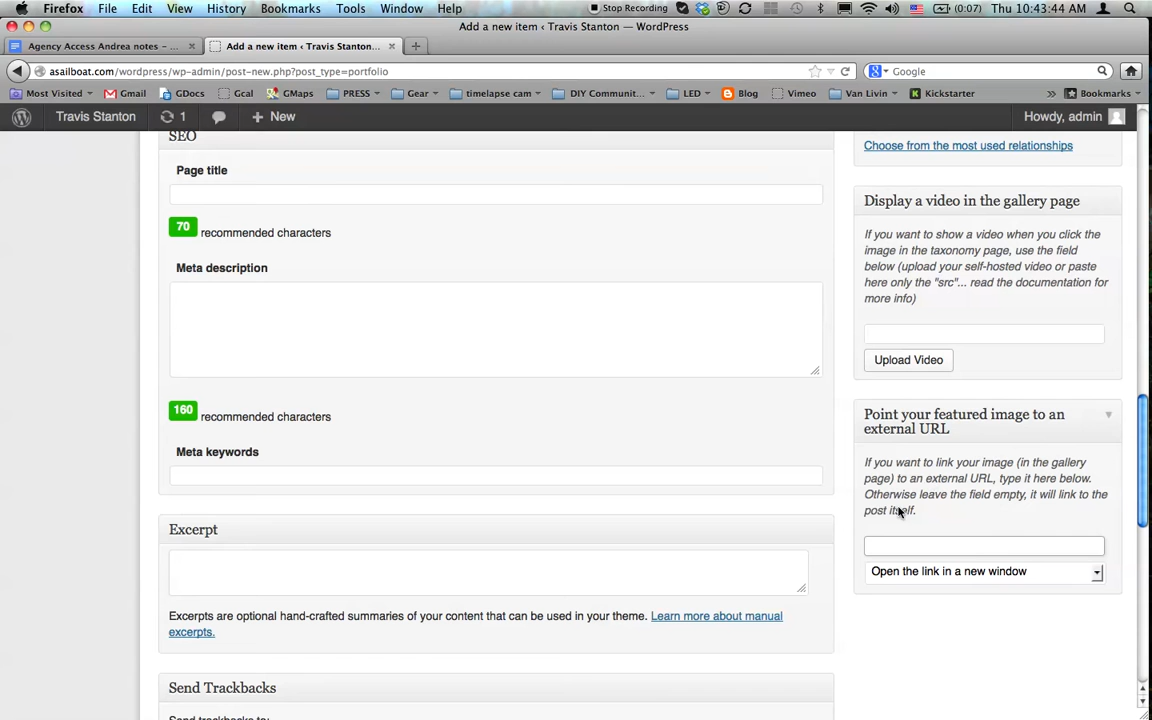 Firefox File Edit View History Bookmarks Tools Window Help Stop Recording (0:07) Thu 10:43:44 AM
Add a new item ‹ Travis Stanton — WordPress
Agency Access Andrea notes – ... Add a new item ‹ Travis Stanton...
asailboat.com/wordpress/wp-admin/post-new.php?post_type=portfolio Google
Most Visited Gmail GDocs Gcal GMaps PRESS Gear timelapse cam DIY Communit... LED Blog Vimeo Van Livin Kickstarter » Bookmarks
Travis Stanton 1 + New Howdy, admin
SEO
Page title
70 recommended characters
Meta description
160 recommended characters
Meta keywords
Excerpt
Excerpts are optional hand-crafted summaries of your content that can be used in your theme. Learn more about manual
excerpts.
Send Trackbacks
Send trackbacks to:
Choose from the most used relationships
Display a video in the gallery page
If you want to show a video when you click the
image in the taxonomy page, use the field
below (upload your self-hosted video or paste
here only the "src"... read the documentation for
more info)
Upload Video
Point your featured image to an
external URL
If you want to link your image (in the gallery
page) to an external URL, type it here below.
Otherwise leave the field empty, it will link to the
post itself.
Open the link in a new window